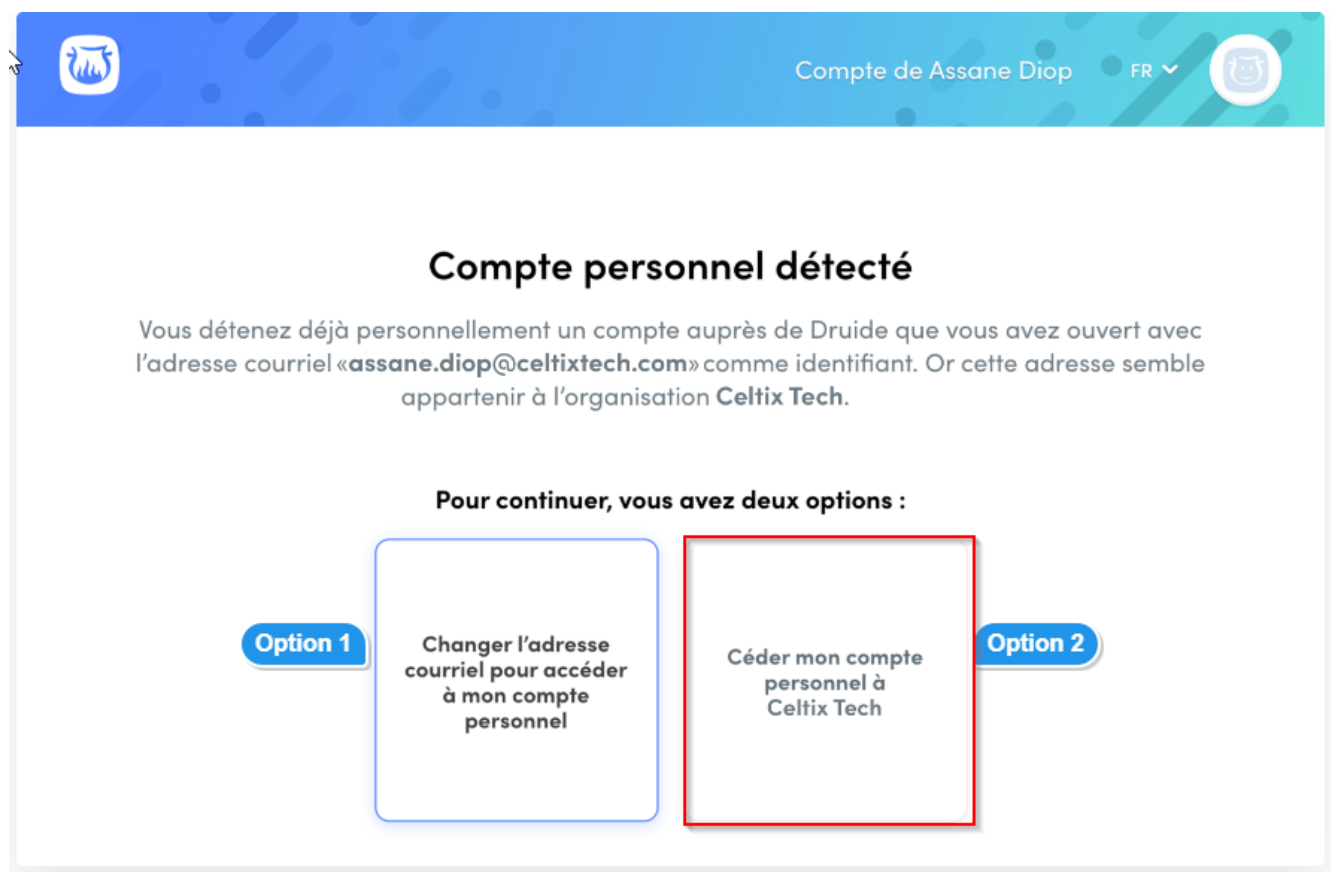 Compte de Assane Diop FR
Compte personnel détecté
Vous détenez déjà personnellement un compte auprès de Druide que vous avez ouvert avec
l'adresse courriel «assane.diop@celtixtech.com» comme identifiant. Or cette adresse semble
appartenir à l'organisation Celtix Tech.
Pour continuer, vous avez deux options :
Option 1
Changer l'adresse
courriel pour accéder
à mon compte
personnel
Céder mon compte
personnel à
Celtix Tech
Option 2